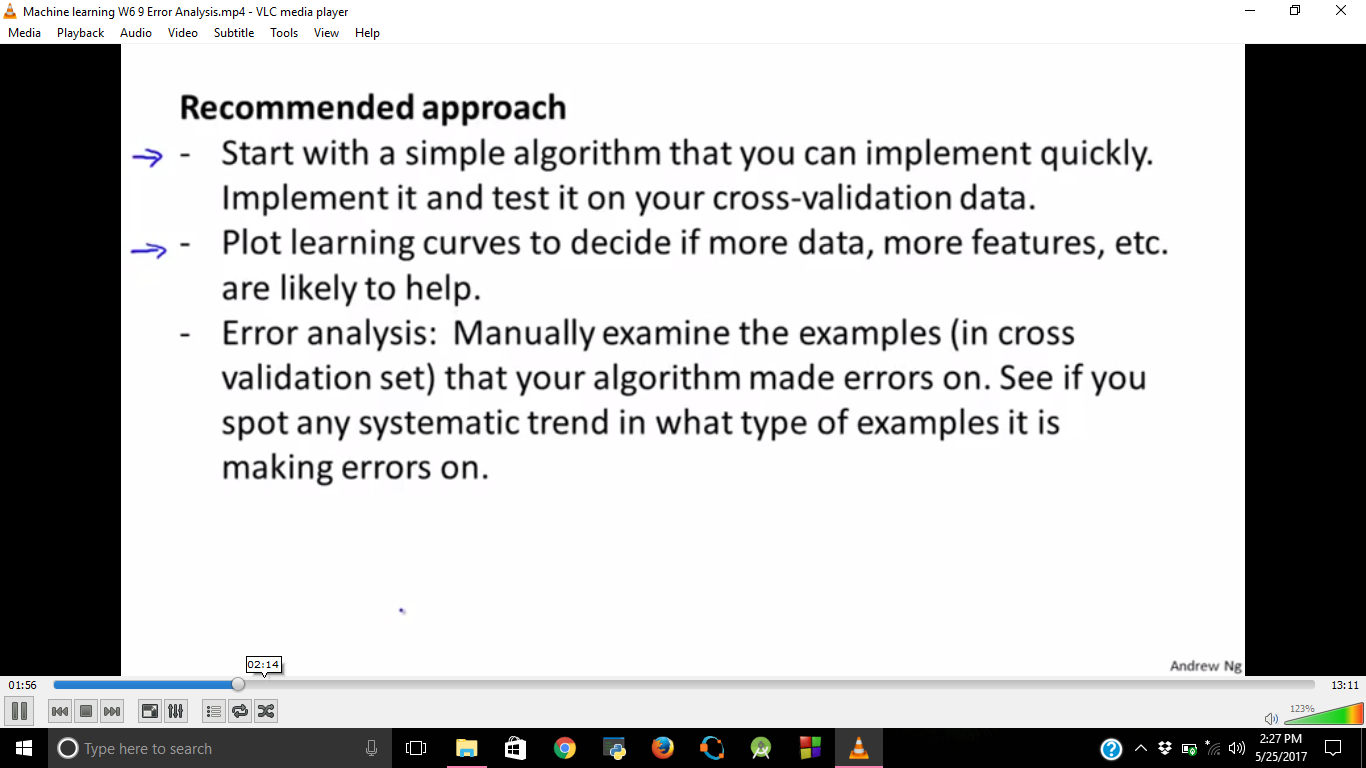 Machine learning W6 9 Error Analysis.mp4 - VLC media player
Media Playback Audio Video Subtitle Tools View Help
Recommended approach
- Start with a simple algorithm that you can implement quickly.
Implement it and test it on your cross-validation data.
- Plot learning curves to decide if more data, more features, etc.
are likely to help.
- Error analysis: Manually examine the examples (in cross
validation set) that your algorithm made errors on. See if you
spot any systematic trend in what type of examples it is
making errors on.
Andrew Ng
02:14
01:56
13:11
123%
Type here to search
2:27 PM
5/25/2017